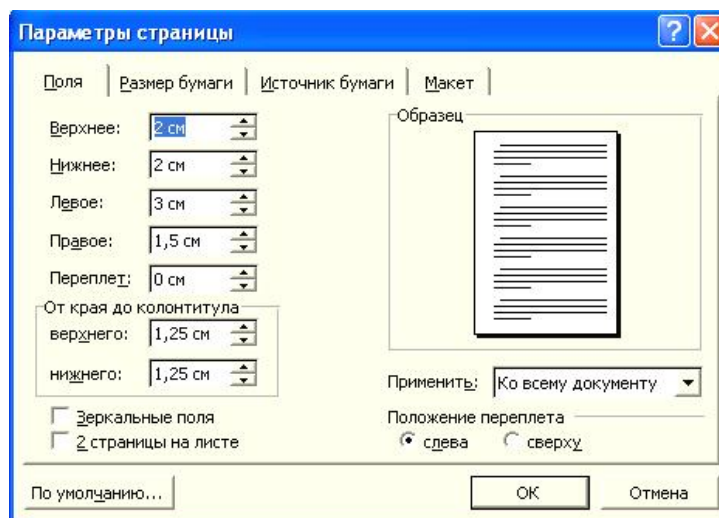 Параметры страницы
Поля Размер бумаги Источник бумаги Макет
Верхнее: 2 см
Нижнее: 2 см
Левое: 3 см
Правое: 1,5 см
Переплет: 0 см
От края до колонтитула
верхнего: 1,25 см
нижнего: 1,25 см
Зеркальные поля
2 страницы на листе
Образец
Применить: Ко всему документу
Положение переплета
слева сверху
По умолчанию... ОК Отмена